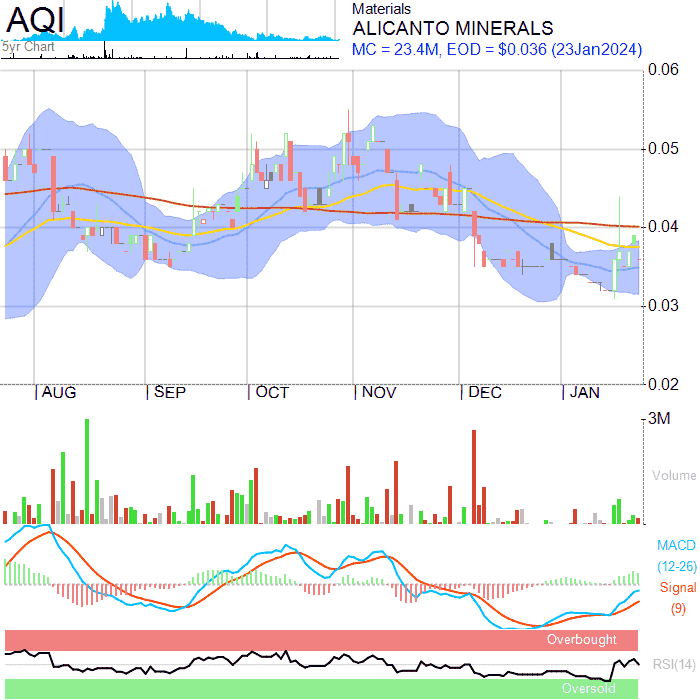 AQI
5yr Chart
Materials
ALICANTO MINERALS
MC = 23.4M, EOD = $0.036 (23Jan2024)
0.06
0.05
0.04
0.03
0.02
AUG SEP OCT NOV DEC JAN
3M
Volume
MACD
(12-26)
Signal
(9)
Overbought
RSI(14)
Oversold